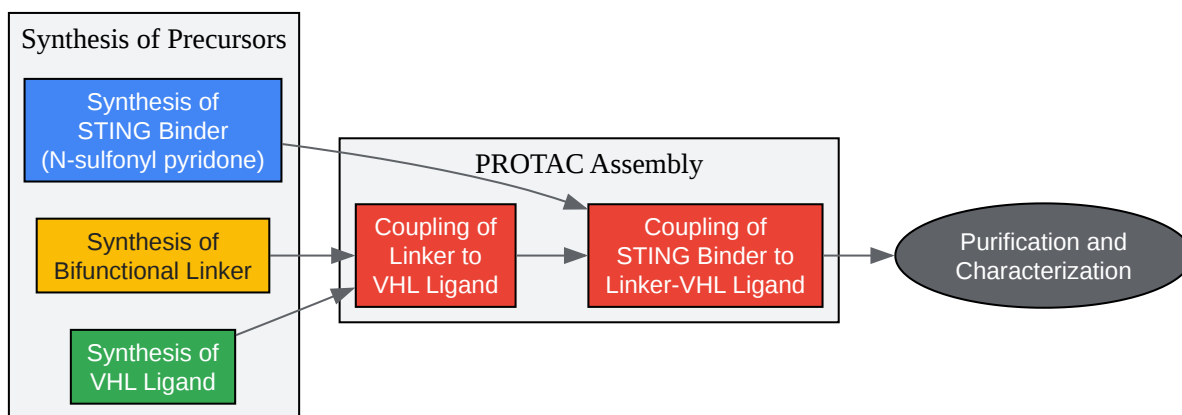 Synthesis of Precursors
Synthesis of
STING Binder
(N-sulfonyl pyridone)
Synthesis of
Bifunctional Linker
Synthesis of
VHL Ligand
PROTAC Assembly
Coupling of
Linker to
VHL Ligand
Coupling of
STING Binder to
Linker-VHL Ligand
Purification and
Characterization